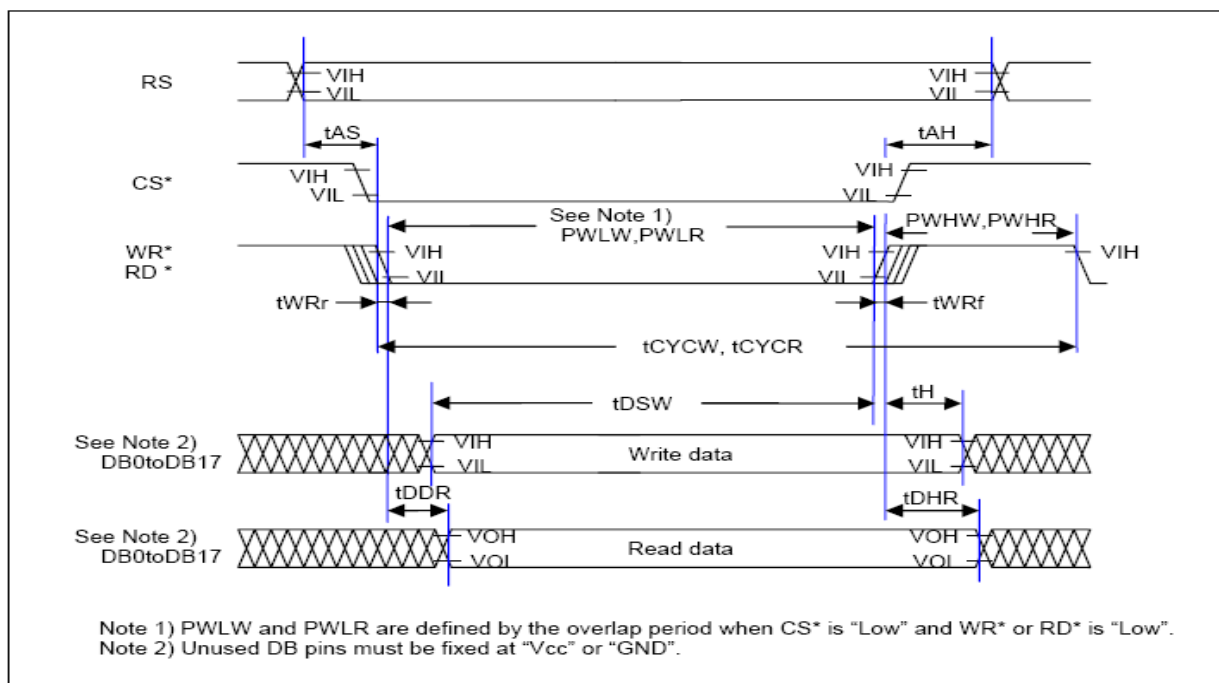 RS
VIH
VIL
VIH
VIL
tAS
tAH
CS*
VIH
VIL
VIH
VIL
See Note 1)
PWLW,PWLR
PWHW,PWHR
WR*
RD *
VIH
VIL
VIH
VIL
VIH
tWRr
tWRf
tCYCW, tCYCR
tDSW
tH
See Note 2)
DB0toDB17
VIH
VIL
Write data
VIH
VIL
tDDR
tDHR
See Note 2)
DB0toDB17
VOH
VOL
Read data
VOH
VOL
Note 1) PWLW and PWLR are defined by the overlap period when CS* is “Low” and WR* or RD* is “Low”.
Note 2) Unused DB pins must be fixed at “Vcc” or “GND”.